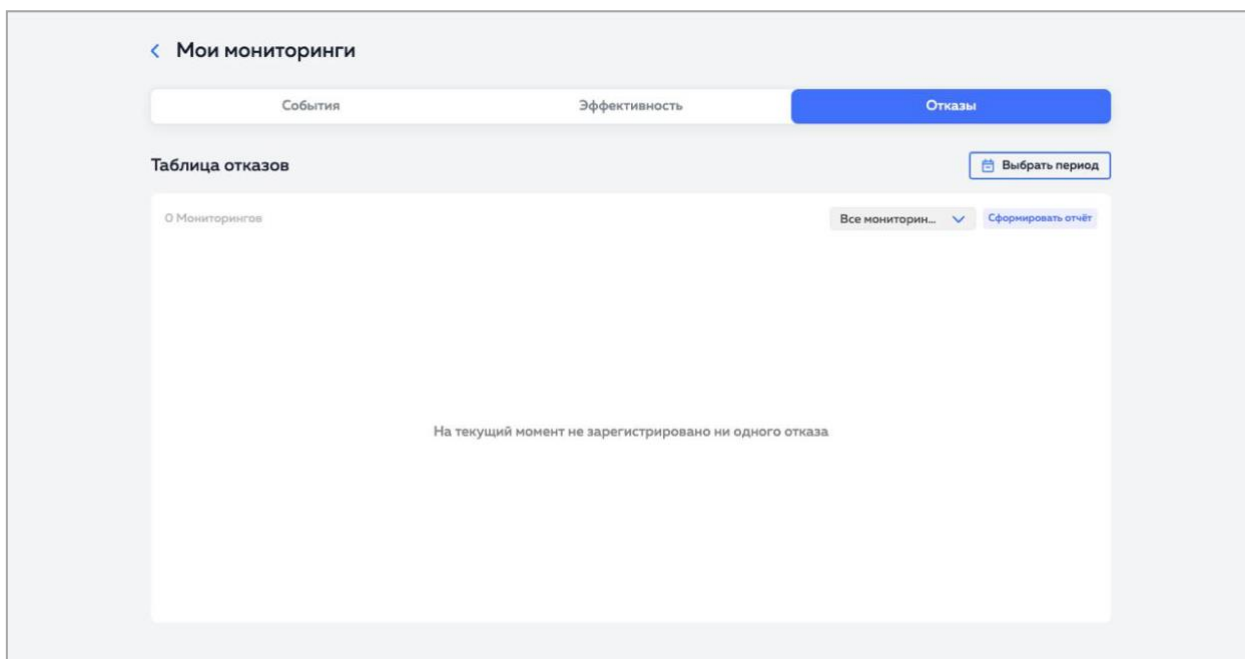 Мои мониторинги
События Эффективность Отказы
Таблица отказов Выбрать период
0 Мониторингов Все мониторин... Сформировать отчёт
На текущий момент не зарегистрировано ни одного отказа